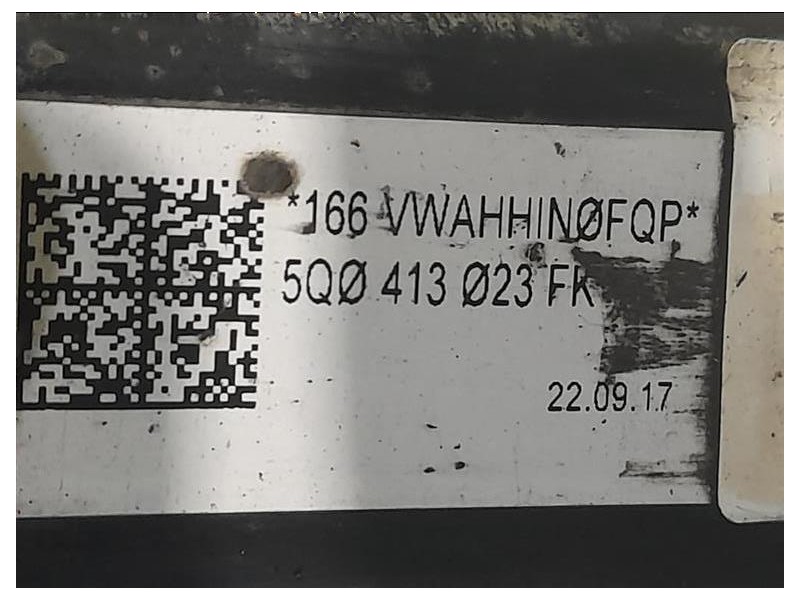 *166 VWAHHINØFQP*
5QØ 413 Ø23 FK
22.09.17